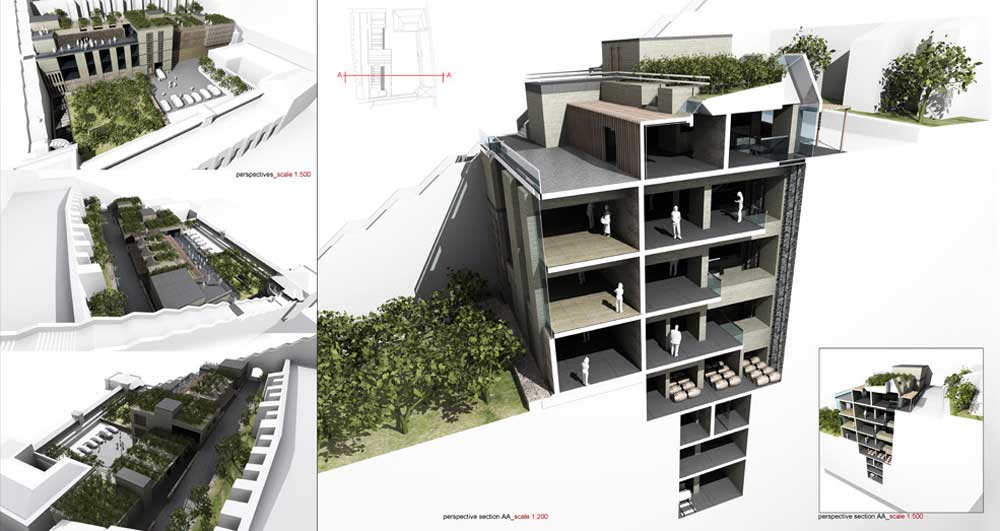 perspectives_scale 1:500
A A
perspective section AA_scale 1:200
perspective section AA_scale 1:500